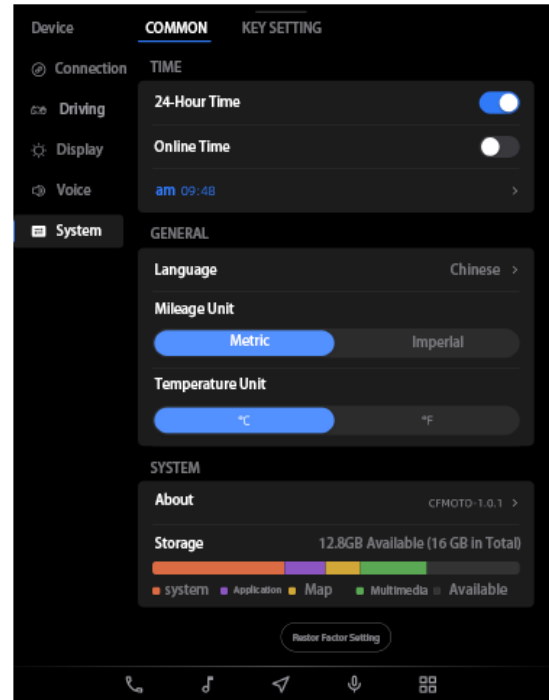 Device COMMON KEY SETTING
Connection
Driving
Display
Voice
System
TIME
24-Hour Time
Online Time
am 09:48 >
GENERAL
Language Chinese >
Mileage Unit
Metric Imperial
Temperature Unit
°C °F
SYSTEM
About CFMOTO-1.0.1 >
Storage 12.8GB Available (16 GB in Total)
system Application Map Multimedia Available
Restor Factor Setting